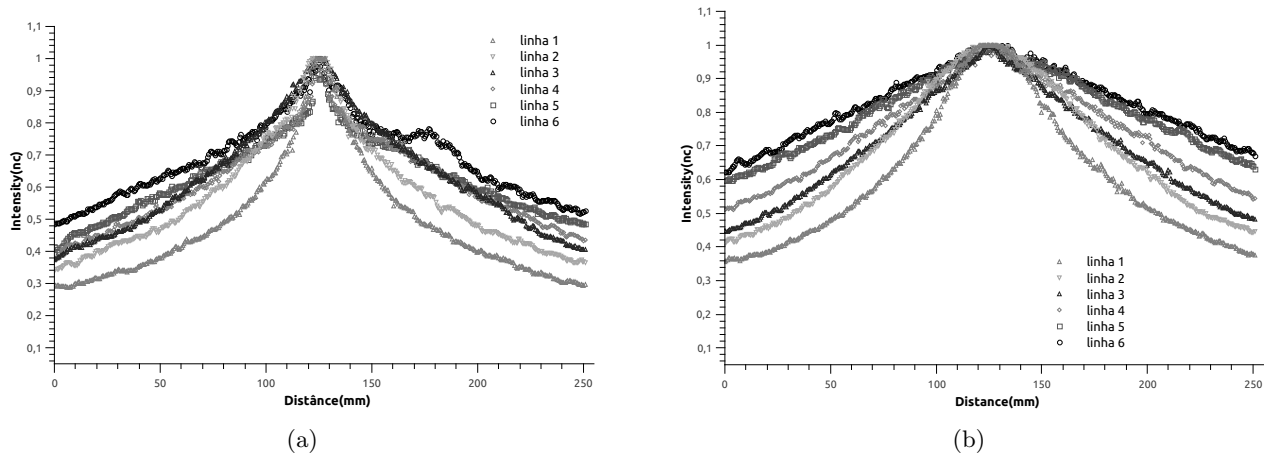 1,1
1
0,9
0,8
0,7
0,6
0,5
0,4
0,3
0,2
0,1
Intensity(nc)
linha 1
linha 2
linha 3
linha 4
linha 5
linha 6
0 50 100 150 200 250
Distânce(mm)
(a)
1,1
1
0,9
0,8
0,7
0,6
0,5
0,4
0,3
0,2
0,1
Intensity(nc)
linha 1
linha 2
linha 3
linha 4
linha 5
linha 6
0 50 100 150 200 250
Distance(mm)
(b)